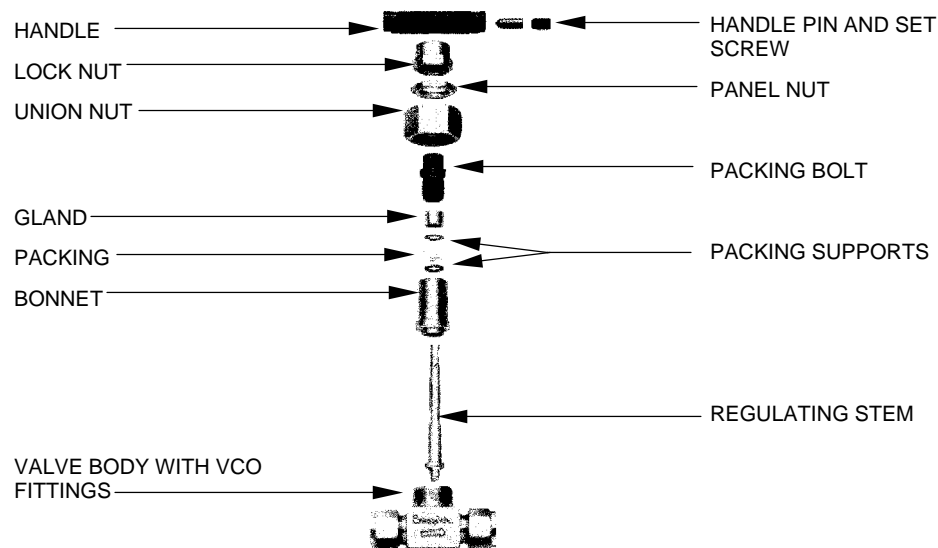 HANDLE
HANDLE PIN AND SET
SCREW
LOCK NUT
PANEL NUT
UNION NUT
PACKING BOLT
GLAND
PACKING
PACKING SUPPORTS
BONNET
REGULATING STEM
VALVE BODY WITH VCO
FITTINGS